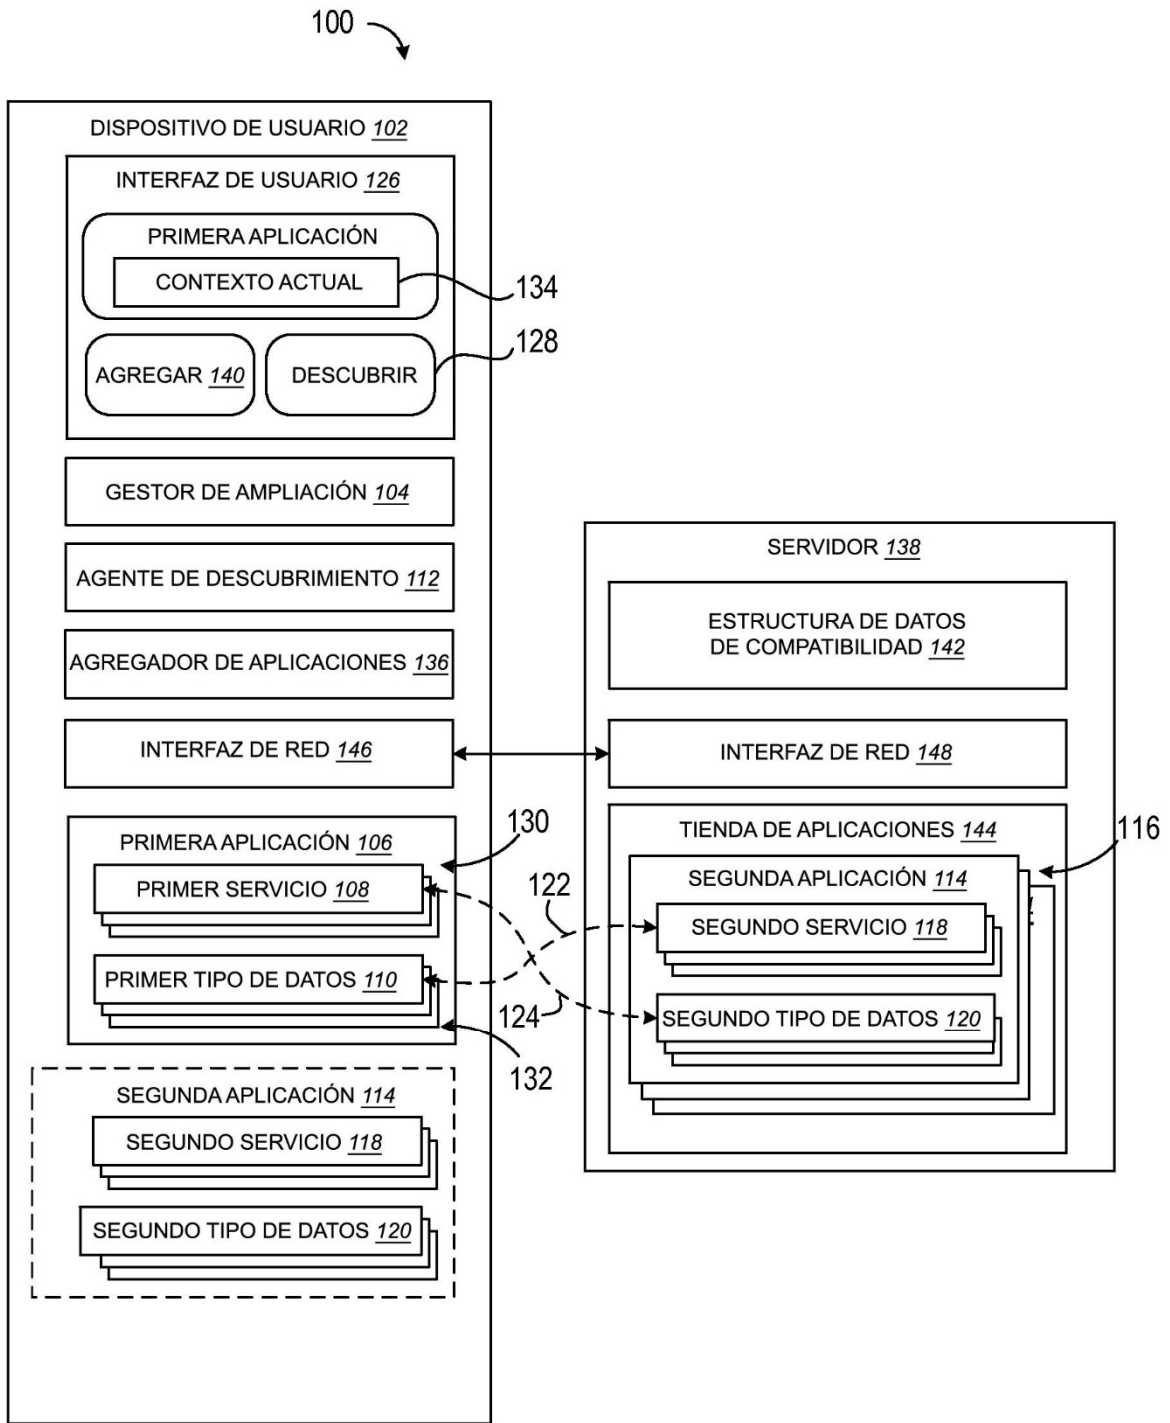 100
DISPOSITIVO DE USUARIO 102
INTERFAZ DE USUARIO 126
PRIMERA APLICACIÓN
CONTEXTO ACTUAL
134
128
AGREGAR 140
DESCUBRIR
GESTOR DE AMPLIACIÓN 104
AGENTE DE DESCUBRIMIENTO 112
AGREGADOR DE APLICACIONES 136
INTERFAZ DE RED 146
130
PRIMERA APLICACIÓN 106
PRIMER SERVICIO 108
PRIMER TIPO DE DATOS 110
132
122
124
SEGUNDA APLICACIÓN 114
SEGUNDO SERVICIO 118
SEGUNDO TIPO DE DATOS 120
SERVIDOR 138
ESTRUCTURA DE DATOS
DE COMPATIBILIDAD 142
INTERFAZ DE RED 148
TIENDA DE APLICACIONES 144
116
SEGUNDA APLICACIÓN 114
SEGUNDO SERVICIO 118
SEGUNDO TIPO DE DATOS 120